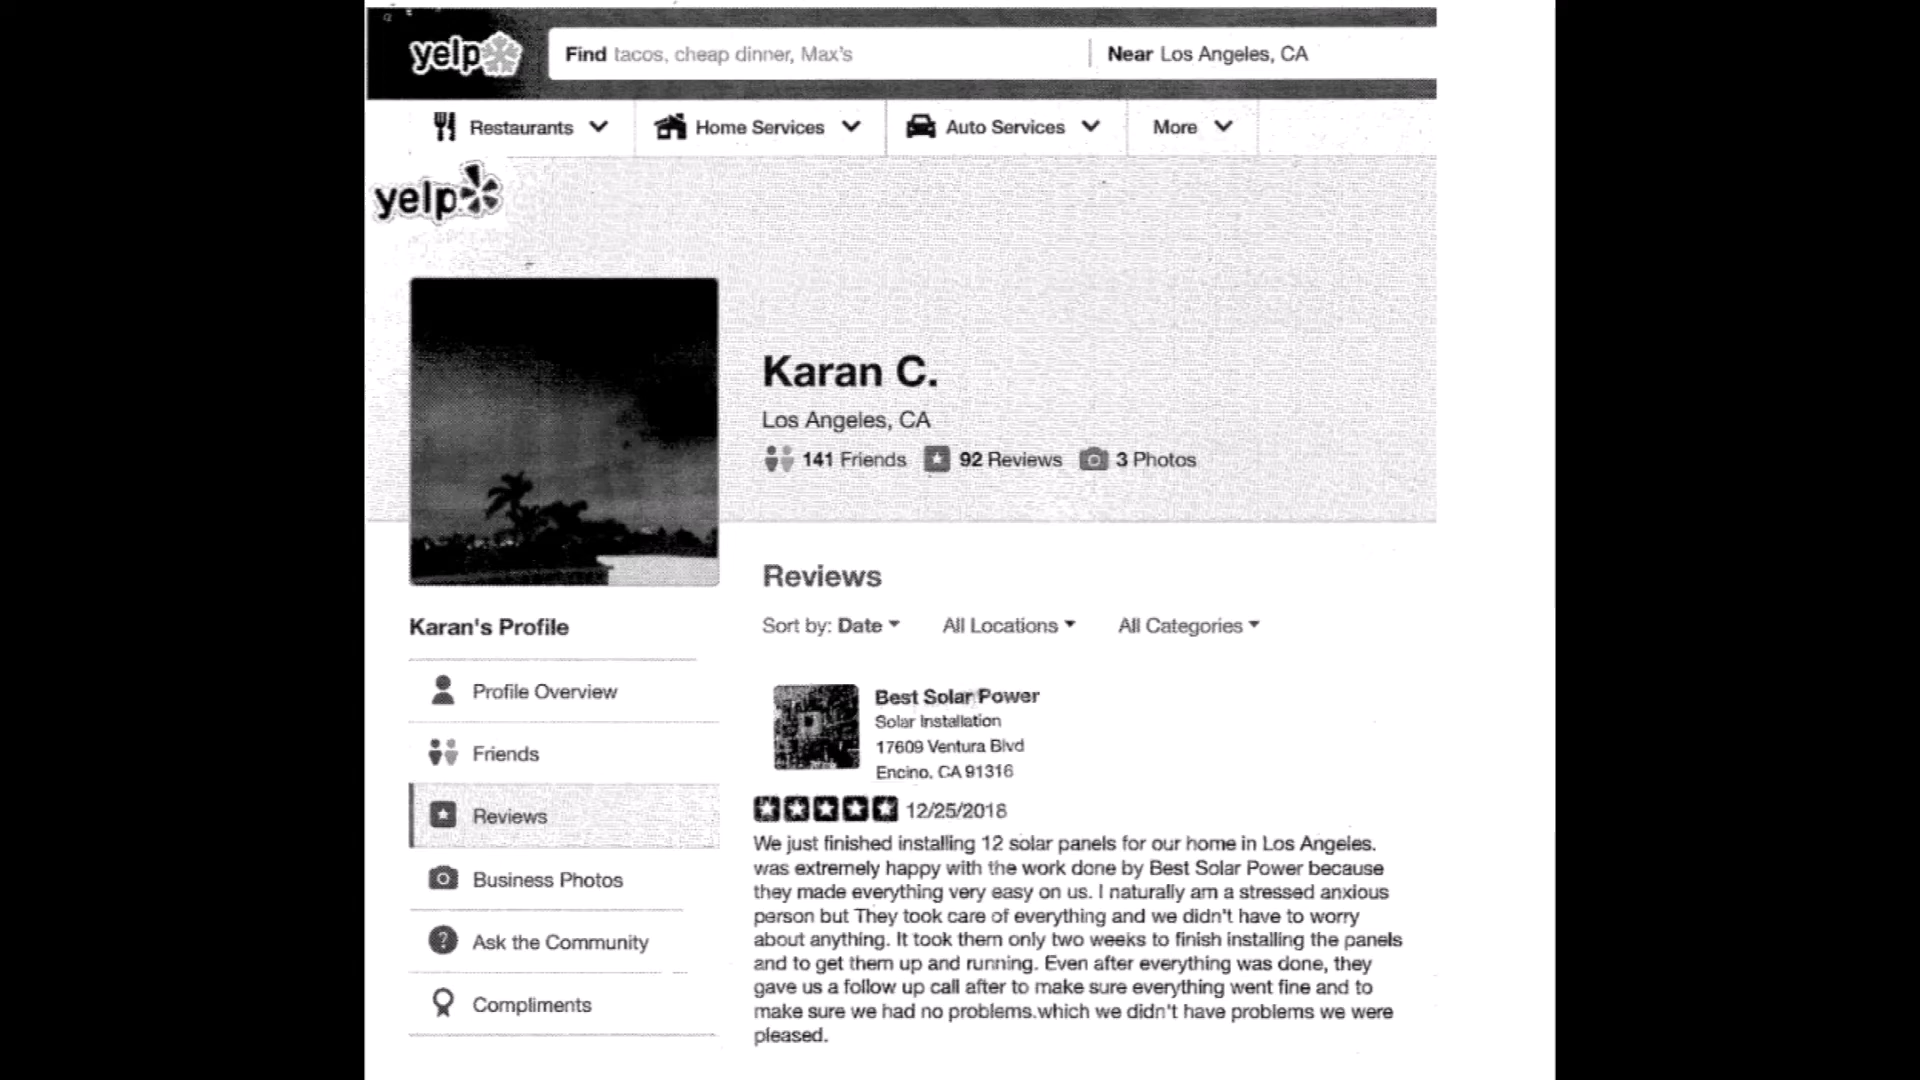 yelp
Find tacos, cheap dinner, Max's
Near Los Angeles, CA
Restaurants
Home Services
Auto Services
More
yelp
Karan C.
Los Angeles, CA
141 Friends
92 Reviews
3 Photos
Karan's Profile
Profile Overview
Friends
Reviews
Business Photos
Ask the Community
Compliments
Reviews
Sort by: Date
All Locations
All Categories
Best Solar Power
Solar Installation
17609 Ventura Blvd
Encino, CA 91316
12/25/2018
We just finished installing 12 solar panels for our home in Los Angeles.
was extremely happy with the work done by Best Solar Power because
they made everything very easy on us. I naturally am a stressed anxious
person but They took care of everything and we didn't have to worry
about anything. It took them only two weeks to finish installing the panels
and to get them up and running. Even after everything was done, they
gave us a follow up call after to make sure everything went fine and to
make sure we had no problems.which we didn't have problems we were
pleased.